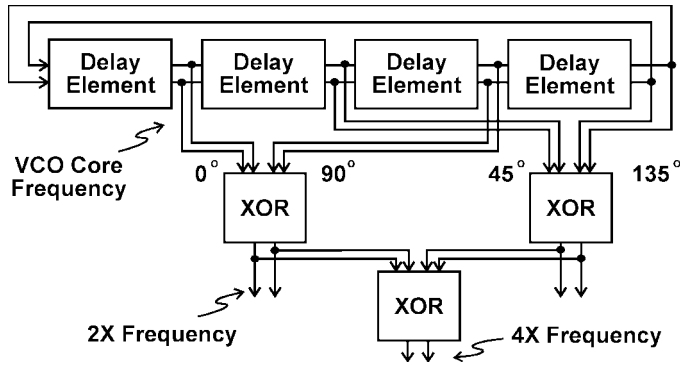 Delay
Element
Delay
Element
Delay
Element
Delay
Element
VCO Core
Frequency
0°
90°
45°
135°
XOR
XOR
XOR
2X Frequency
4X Frequency